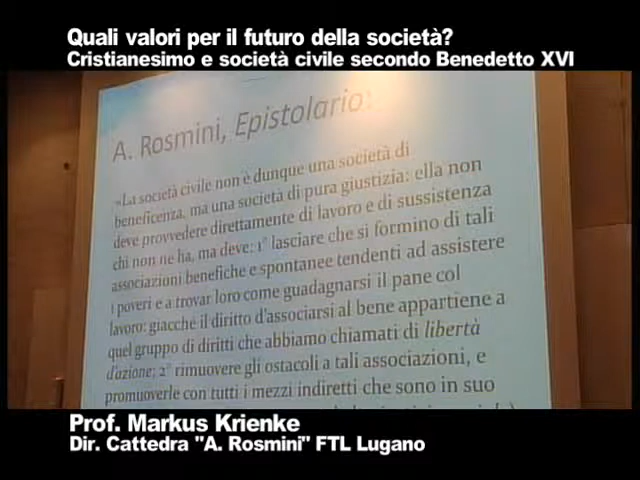 Quali valori per il futuro della società?
Cristianesimo e società civile secondo Benedetto XVI
A. Rosmini, Epistolario:
«La società civile non è dunque una società di
beneficenza, ma una società di pura giustizia: ella non
deve provvedere direttamente di lavoro e di sussistenza
chi non ne ha, ma deve: 1° lasciare che si formino di tali
associazioni benefiche e spontanee tendenti ad assistere
i poveri e a trovar loro come guadagnarsi il pane col
lavoro: giacché il diritto d'associarsi al bene appartiene a
quel gruppo di diritti che abbiamo chiamati di libertà
d'azione; 2° rimuovere gli ostacoli a tali associazioni, e
promuoverle con tutti i mezzi indiretti che sono in suo
Prof. Markus Krienke
Dir. Cattedra "A. Rosmini" FTL Lugano